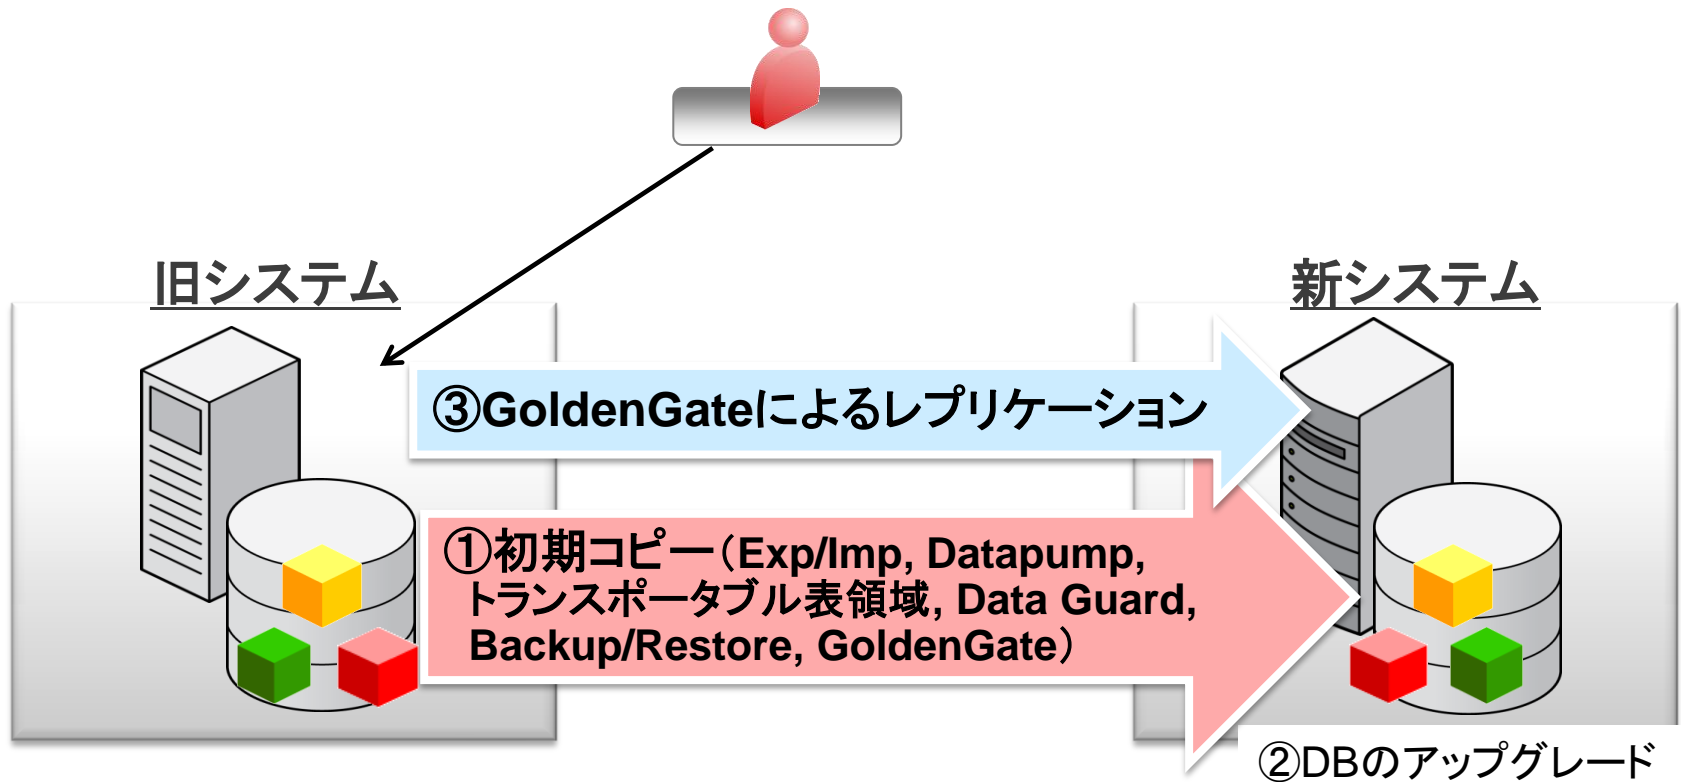 旧システム
新システム
③GoldenGateによるレプリケーション
①初期コピー（Exp/Imp, Datapump,
トランスポータブル表領域, Data Guard,
Backup/Restore, GoldenGate）
②DBのアップグレード